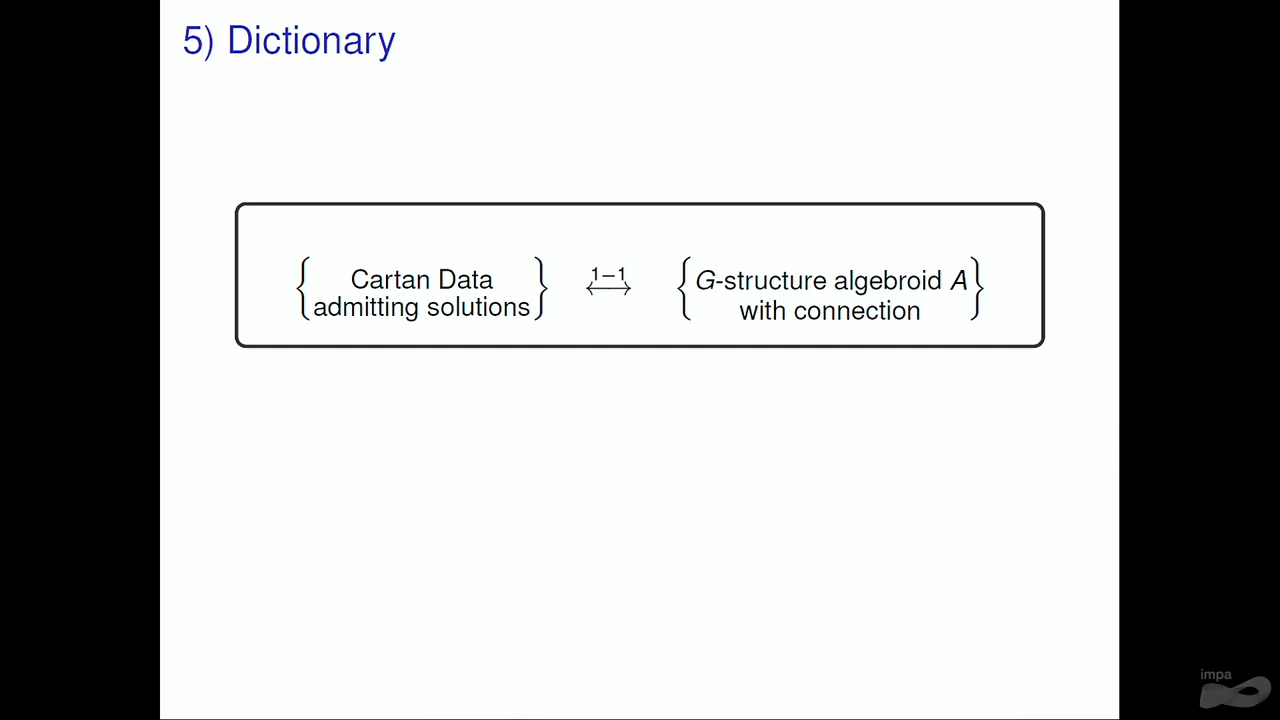 5) Dictionary
{ Cartan Data admitting solutions } 1−1 ⟷ { G-structure algebroid A with connection }
impa